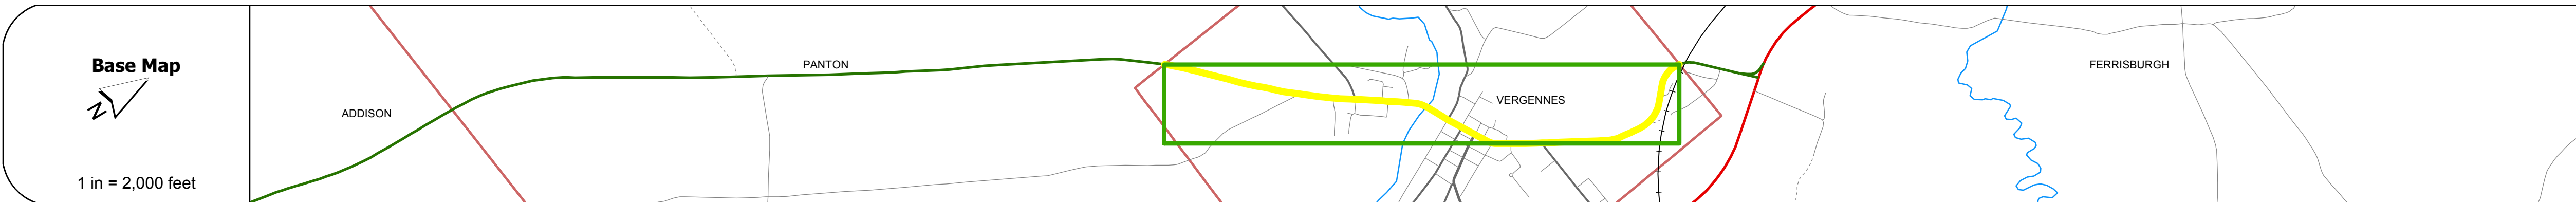 Base Map
N
1 in = 2,000 feet
ADDISON
PANTON
VERGENNES
FERRISBURGH